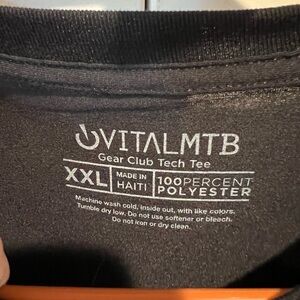 VITALMTB
Gear Club Tech Tee
XXL MADE IN HAITI 100PERCENT POLYESTER
Machine wash cold, inside out, with like colors.
Tumble dry low. Do not use softener or bleach.
Do not iron or dry clean.